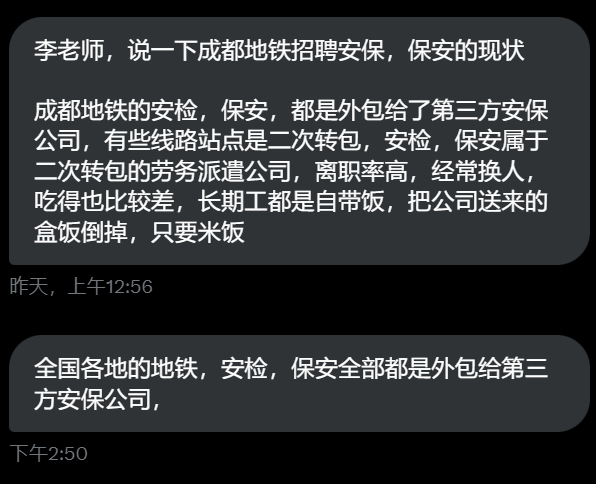 李老师，说一下成都地铁招聘安保，保安的现状
成都地铁的安检，保安，都是外包给了第三方安保
公司，有些线路站点是二次转包，安检，保安属于
二次转包的劳务派遣公司，离职率高，经常换人，
吃得也比较差，长期工都是自带饭，把公司送来的
盒饭倒掉，只要米饭
昨天，上午12:56
全国各地的地铁，安检，保安全部都是外包给第三
方安保公司，
下午2:50